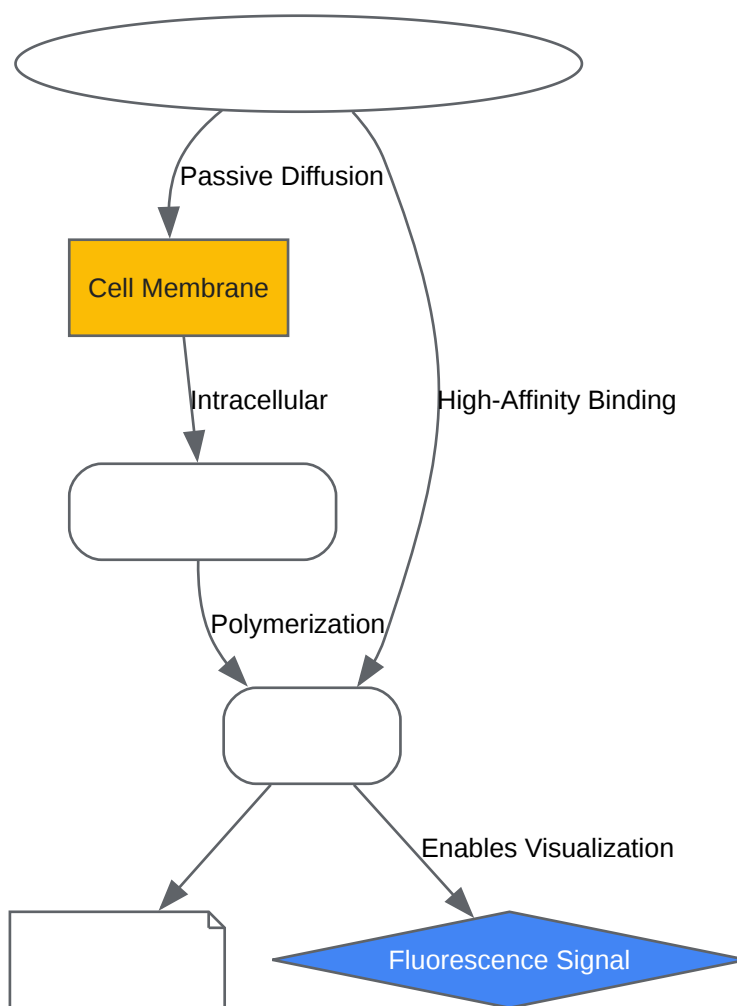 Passive Diffusion
Cell Membrane
Intracellular
High-Affinity Binding
Polymerization
Enables Visualization
Fluorescence Signal